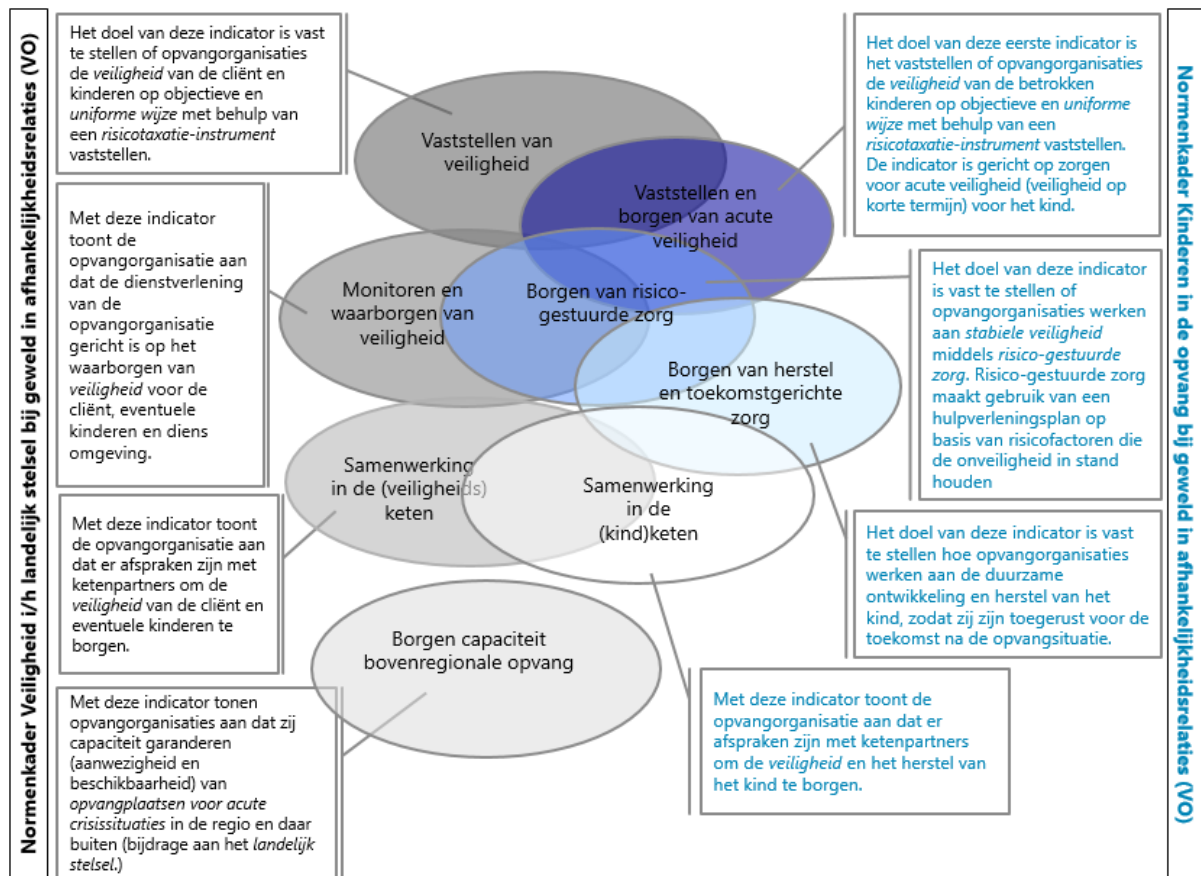 Normenkader Veiligheid i/h landelijk stelsel bij geweld in afhankelijkheidsrelaties (VO)
Het doel van deze indicator is vast
te stellen of opvangorganisaties
de veiligheid van de cliënt en
kinderen op objectieve en
uniforme wijze met behulp van
een risicotaxatie-instrument
vaststellen.
Met deze indicator
toont de
opvangorganisatie aan
dat de dienstverlening
van de
opvangorganisatie
gericht is op het
waarborgen van
veiligheid voor de
cliënt, eventuele
kinderen en diens
omgeving.
Met deze indicator toont
de opvangorganisatie aan
dat er afspraken zijn met
ketenpartners om de
veiligheid van de cliënt en
eventuele kinderen te
borgen.
Met deze indicator tonen
opvangorganisaties aan dat zij
capaciteit garanderen
(aanwezigheid en
beschikbaarheid) van
opvangplaatsen voor acute
crisissituaties in de regio en daar
buiten (bijdrage aan het landelijk
stelsel.)
Vaststellen van
veiligheid
Vaststellen en
borgen van acute
veiligheid
Monitoren en
waarborgen van
veiligheid
Borgen van risico-
gestuurde zorg
Borgen van herstel
en toekomstgerichte
zorg
Samenwerking
in de (veiligheids)
keten
Samenwerking
in de
(kind)keten
Borgen capaciteit
bovenregionale opvang
Het doel van deze eerste indicator is
het vaststellen of opvangorganisaties
de veiligheid van de betrokken
kinderen op objectieve en uniforme
wijze met behulp van een
risicotaxatie-instrument vaststellen.
De indicator is gericht op zorgen
voor acute veiligheid (veiligheid op
korte termijn) voor het kind.
Het doel van deze indicator
is vast te stellen of
opvangorganisaties werken
aan stabiele veiligheid
middels risico-gestuurde
zorg. Risico-gestuurde zorg
maakt gebruik van een
hulpverleningsplan op
basis van risicofactoren die
de onveiligheid in stand
houden
Het doel van deze indicator is vast
te stellen hoe opvangorganisaties
werken aan de duurzame
ontwikkeling en herstel van het
kind, zodat zij zijn toegerust voor de
toekomst na de opvangsituatie.
Met deze indicator toont de
opvangorganisatie aan dat er
afspraken zijn met ketenpartners
om de veiligheid en het herstel van
het kind te borgen.
Normenkader Kinderen in de opvang bij geweld in afhankelijkheidsrelaties (VO)